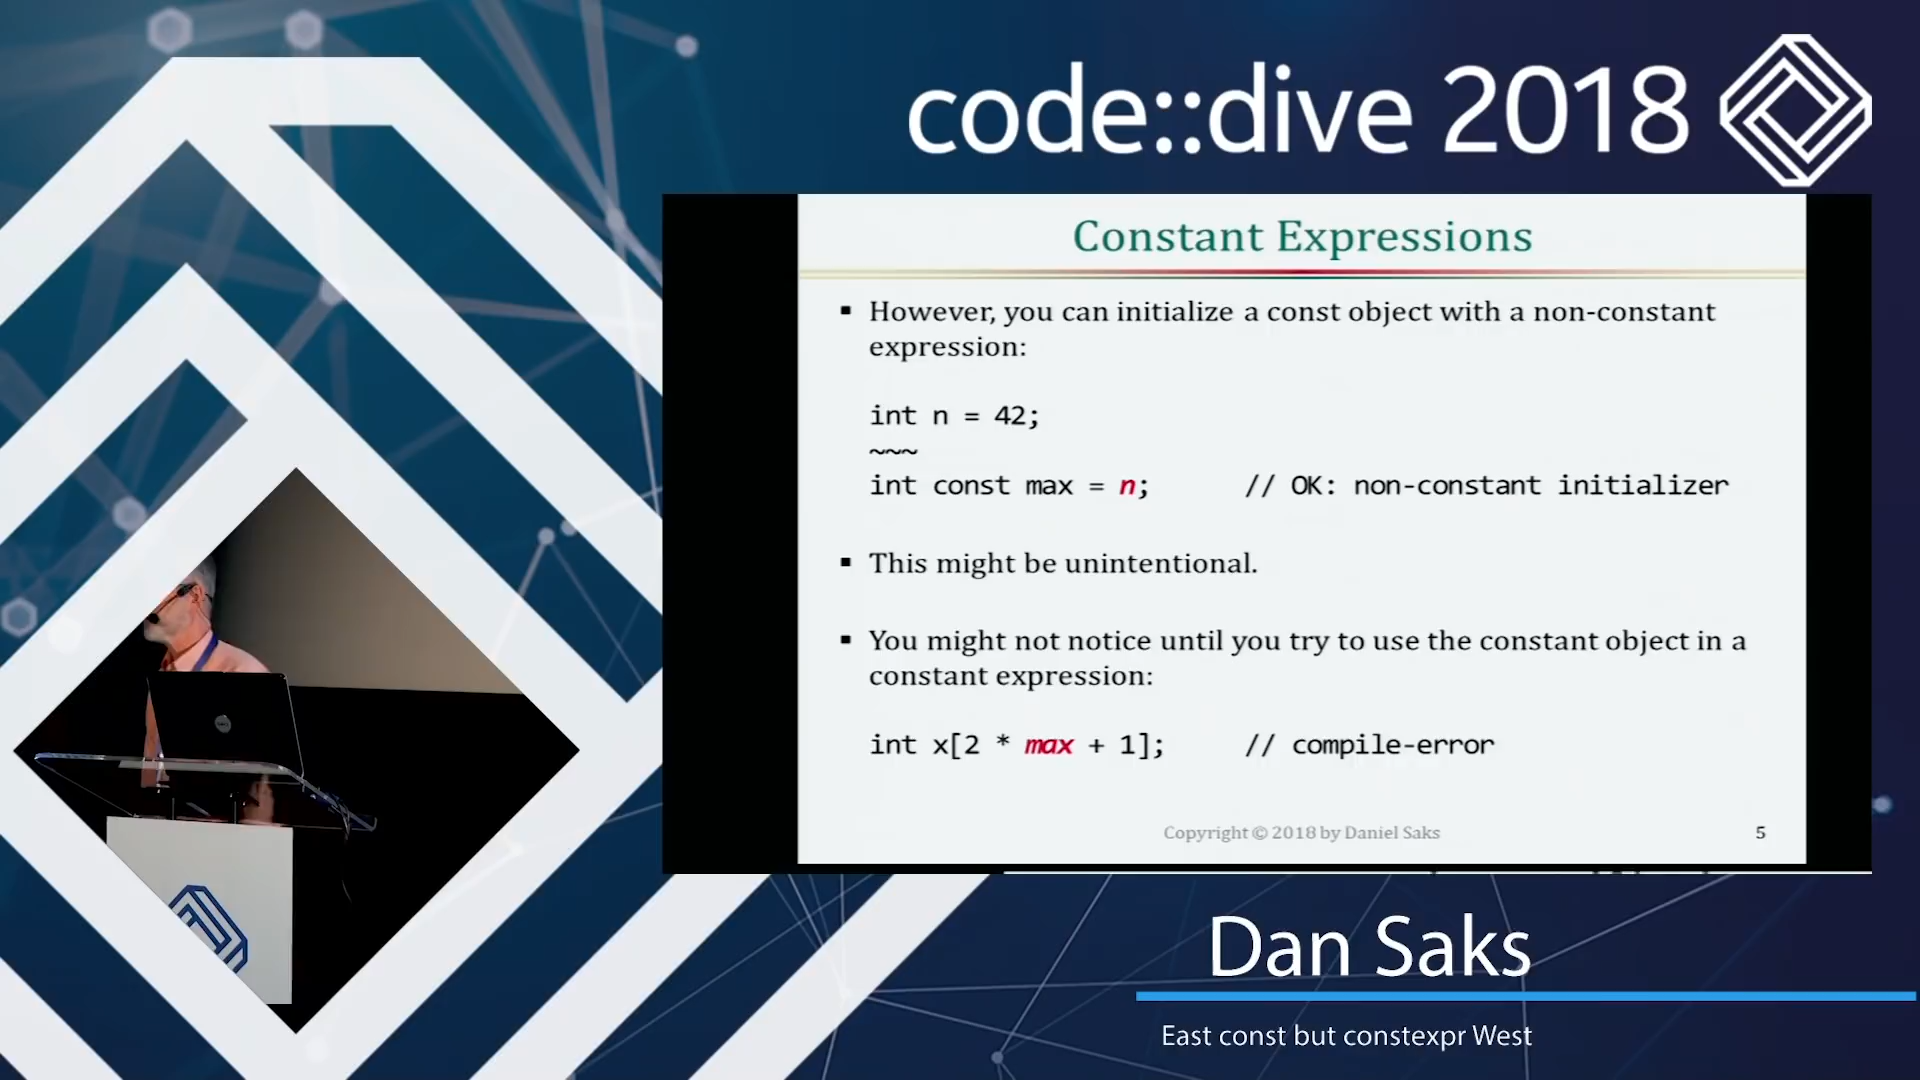 code::dive 2018
Constant Expressions
▪ However, you can initialize a const object with a non-constant
expression:
int n = 42;
~~~
int const max = n; // OK: non-constant initializer
▪ This might be unintentional.
▪ You might not notice until you try to use the constant object in a
constant expression:
int x[2 * max + 1]; // compile-error
Copyright © 2018 by Daniel Saks 5
Dan Saks
East const but constexpr West